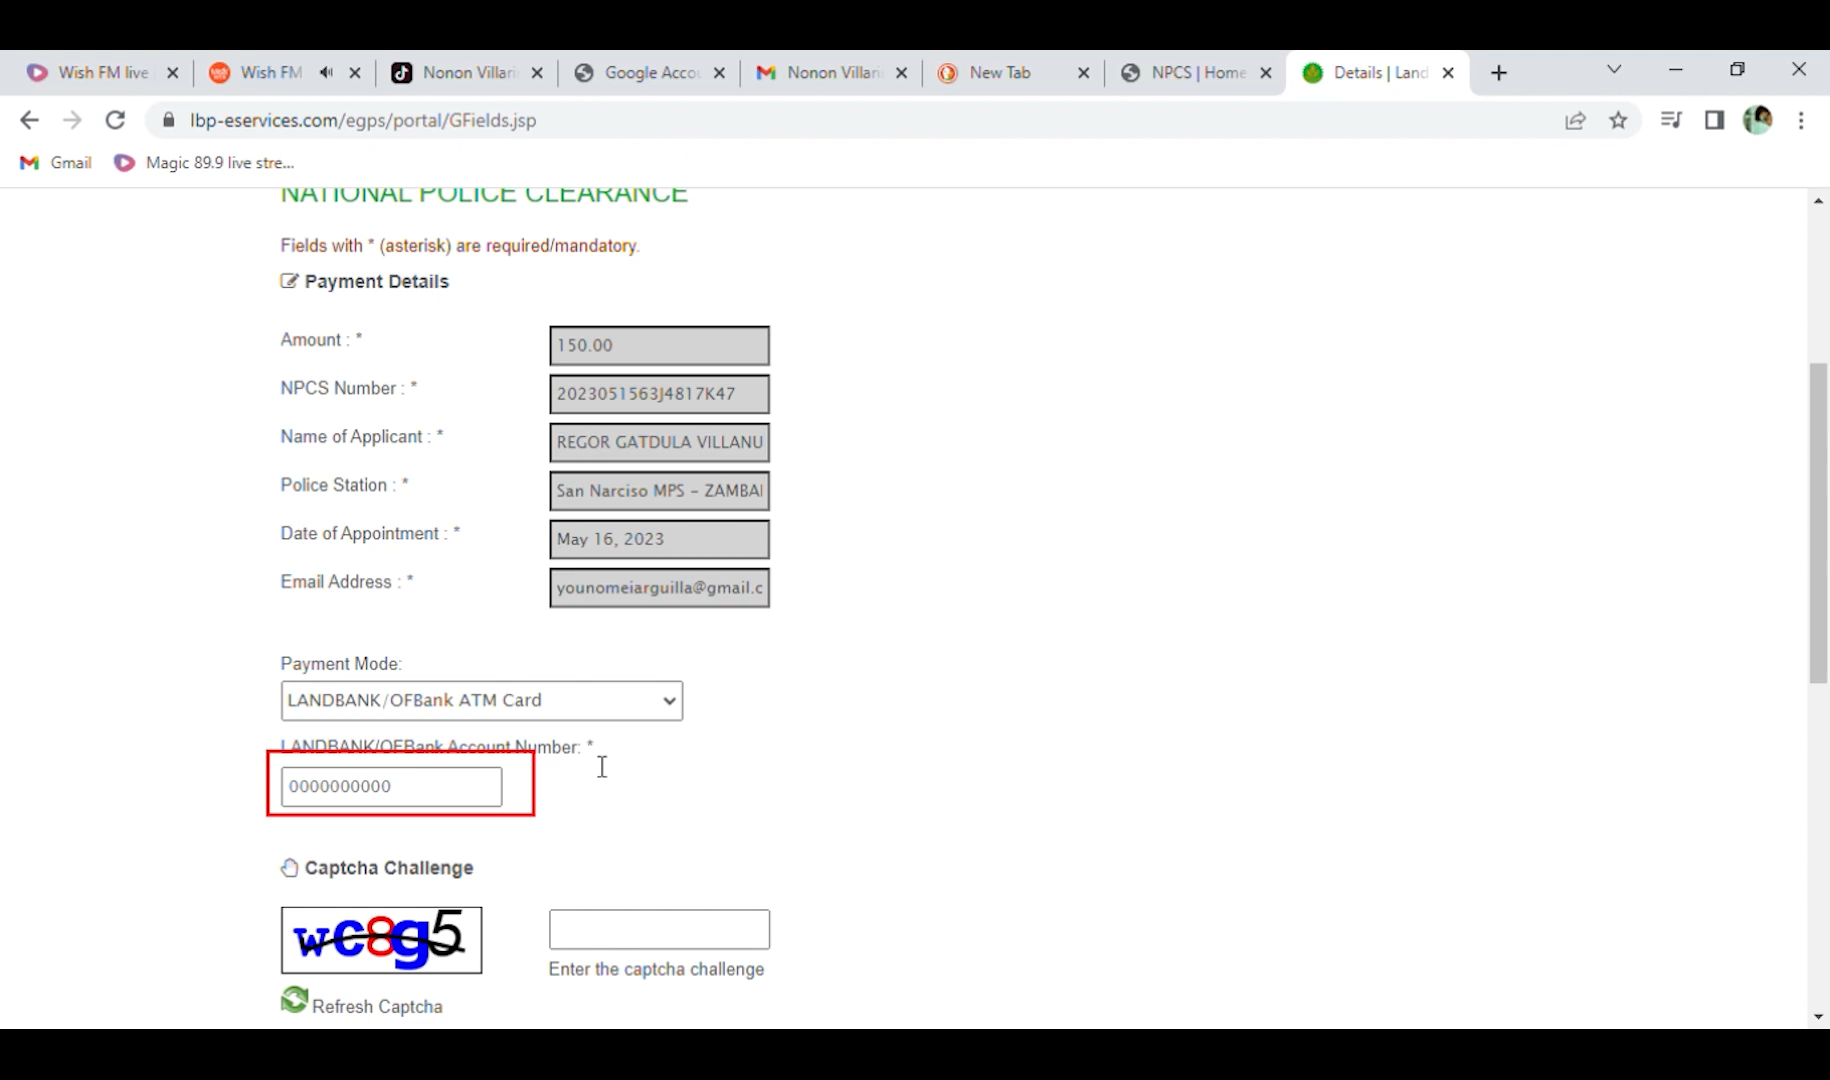 Wish FM live
Wish FM
Nonon Villari
Google Accou
Nonon Villani
New Tab
NPCS | Home
Details | Land
lbp-eservices.com/egps/portal/GFields.jsp
Gmail
Magic 89.9 live stre...
NATIONAL POLICE CLEARANCE
Fields with * (asterisk) are required/mandatory.
Payment Details
Amount : *
150.00
NPCS Number : *
2023051563J4817K47
Name of Applicant : *
REGOR GATDULA VILLANU
Police Station : *
San Narciso MPS - ZAMBAI
Date of Appointment : *
May 16, 2023
Email Address : *
younomeiarguilla@gmail.c
Payment Mode:
LANDBANK/OFBank ATM Card
LANDBANK/OFBank Account Number: *
0000000000
Captcha Challenge
wc8g5
Enter the captcha challenge
Refresh Captcha